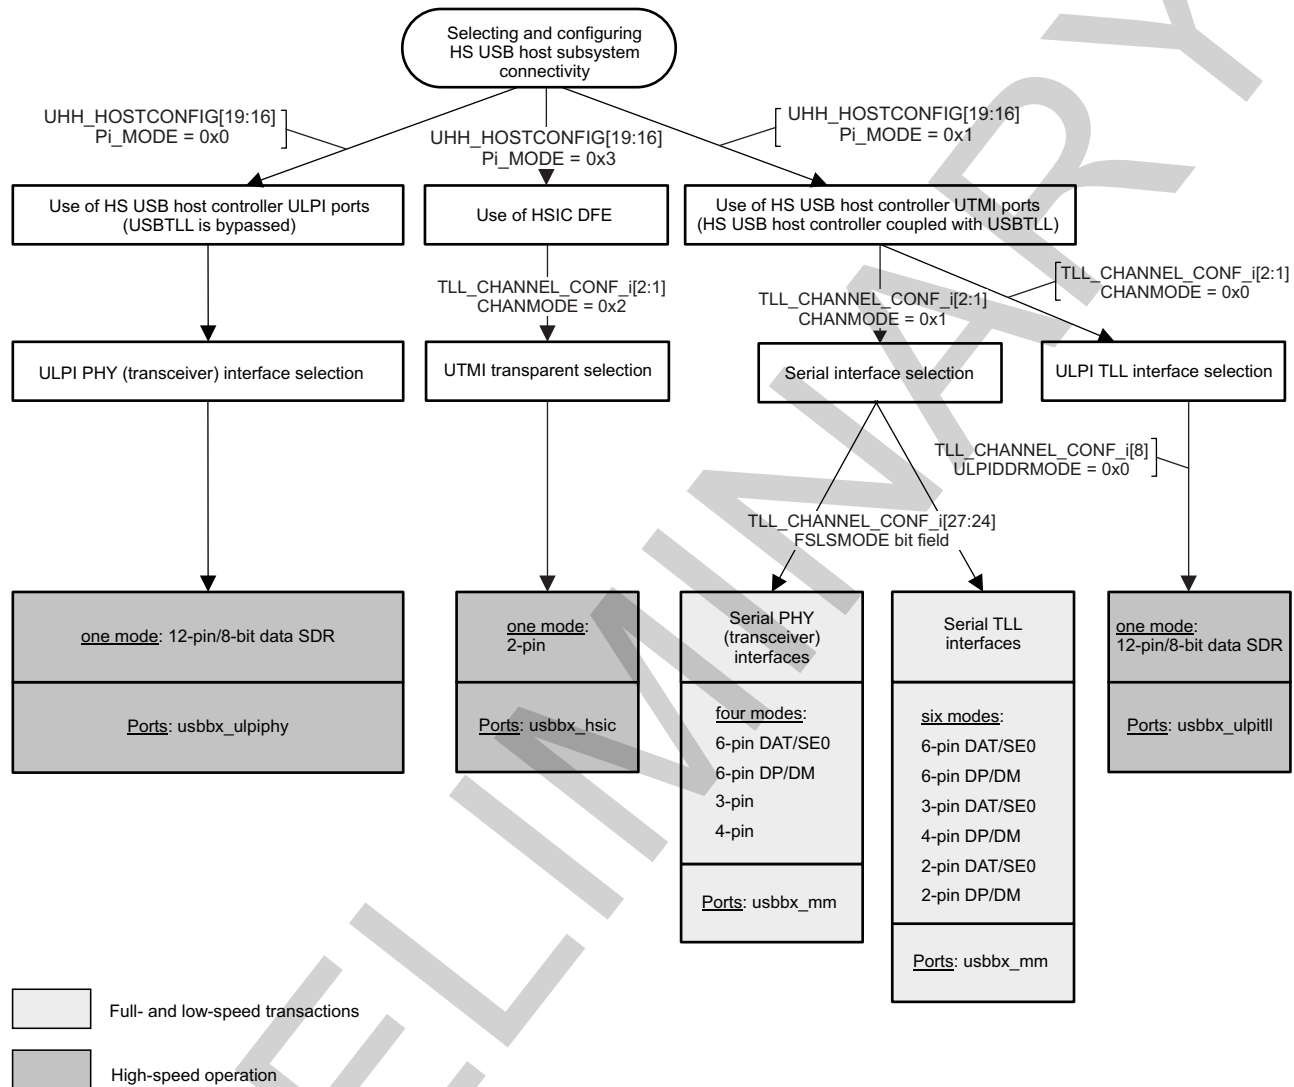 Selecting and configuring
HS USB host subsystem
connectivity
UHH_HOSTCONFIG[19:16]
Pi_MODE = 0x0
UHH_HOSTCONFIG[19:16]
Pi_MODE = 0x3
UHH_HOSTCONFIG[19:16]
Pi_MODE = 0x1
Use of HS USB host controller ULPI ports
(USBTLL is bypassed)
Use of HSIC DFE
Use of HS USB host controller UTMI ports
(HS USB host controller coupled with USBTLL)
TLL_CHANNEL_CONF_i[2:1]
CHANMODE = 0x2
TLL_CHANNEL_CONF_i[2:1]
CHANMODE = 0x1
TLL_CHANNEL_CONF_i[2:1]
CHANMODE = 0x0
ULPI PHY (transceiver) interface selection
UTMI transparent selection
Serial interface selection
ULPI TLL interface selection
TLL_CHANNEL_CONF_i[8]
ULPIDDRMODE = 0x0
TLL_CHANNEL_CONF_i[27:24]
FSLSMODE bit field
one mode: 12-pin/8-bit data SDR
Ports: usbbx_ulpiphy
one mode:
2-pin
Ports: usbbx_hsic
Serial PHY
(transceiver)
interfaces
four modes:
6-pin DAT/SE0
6-pin DP/DM
3-pin
4-pin
Ports: usbbx_mm
Serial TLL
interfaces
six modes:
6-pin DAT/SE0
6-pin DP/DM
3-pin DAT/SE0
4-pin DP/DM
2-pin DAT/SE0
2-pin DP/DM
Ports: usbbx_mm
one mode:
12-pin/8-bit data SDR
Ports: usbbx_ulpitll
Full- and low-speed transactions
High-speed operation
ELIMINARY